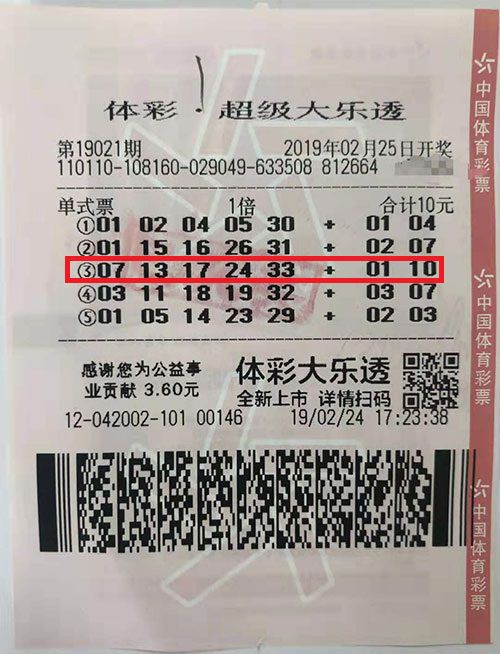 体彩·超级大乐透
第19021期 2019年02月25日开奖
110110-108160-029049-633508 812664
单式票 1倍 合计10元
①01 02 04 05 30 + 01 04
②01 15 16 26 31 + 02 07
③07 13 17 24 33 + 01 10
④03 11 18 19 32 + 03 07
⑤01 05 14 23 29 + 02 03
感谢您为公益事
业贡献 3.60元
体彩大乐透
全新上市 详情扫码
12-042002-101 00146 19/02/24 17:23:38
中国体育彩票
中国体育彩票
中国体育彩票